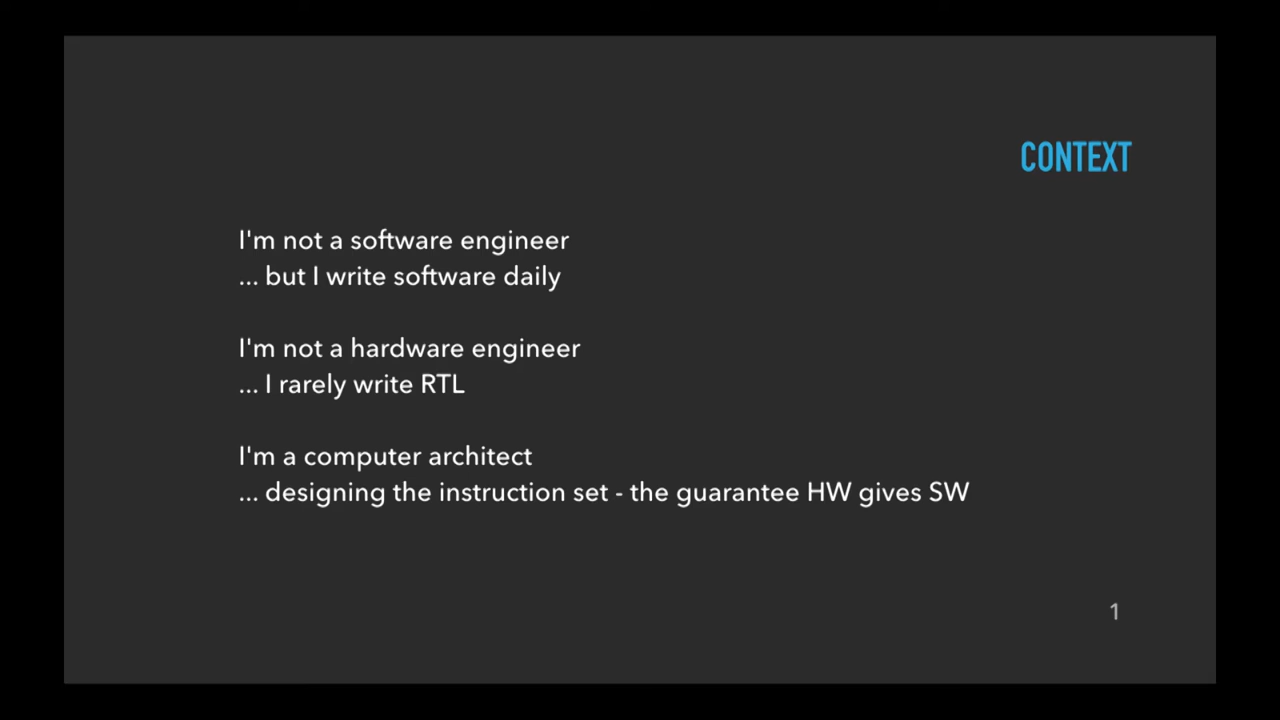 CONTEXT
I'm not a software engineer
... but I write software daily
I'm not a hardware engineer
... I rarely write RTL
I'm a computer architect
... designing the instruction set - the guarantee HW gives SW
1